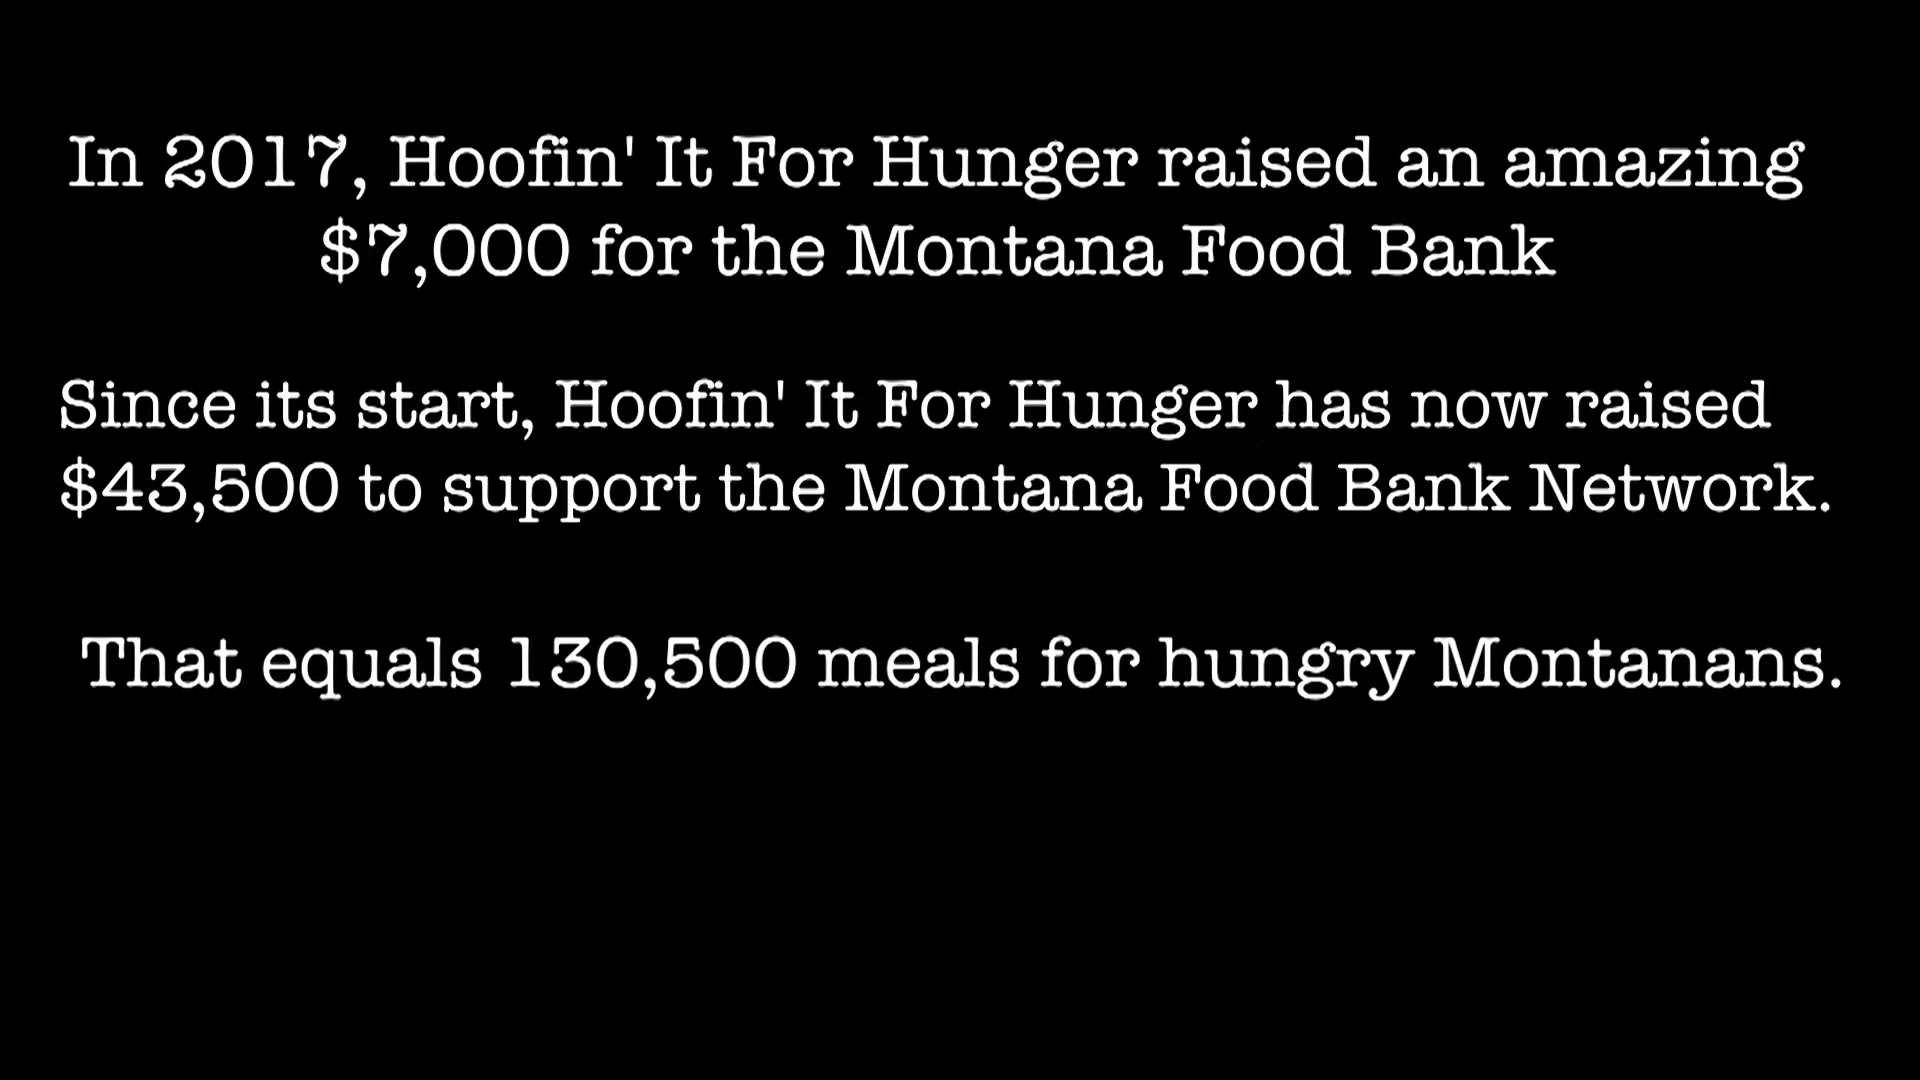 In 2017, Hoofin' It For Hunger raised an amazing
$7,000 for the Montana Food Bank
Since its start, Hoofin' It For Hunger has now raised
$43,500 to support the Montana Food Bank Network.
That equals 130,500 meals for hungry Montanans.